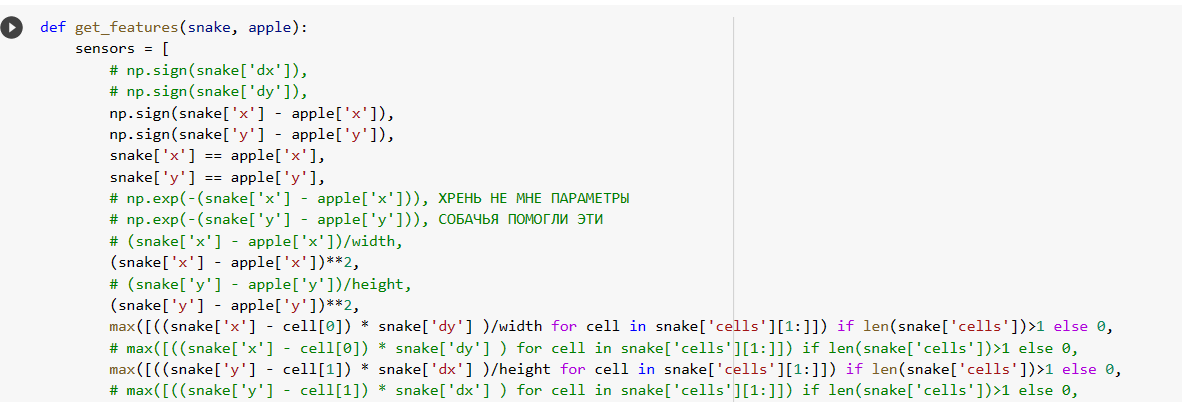 def get_features(snake, apple):
    sensors = [
        # np.sign(snake['dx']),
        # np.sign(snake['dy']),
        np.sign(snake['x'] - apple['x']),
        np.sign(snake['y'] - apple['y']),
        snake['x'] == apple['x'],
        snake['y'] == apple['y'],
        # np.exp(-(snake['x'] - apple['x'])), ХРЕНЬ НЕ МНЕ ПАРАМЕТРЫ
        # np.exp(-(snake['y'] - apple['y'])), СОБАЧЬЯ ПОМОГЛИ ЭТИ
        # (snake['x'] - apple['x'])/width,
        (snake['x'] - apple['x'])**2,
        # (snake['y'] - apple['y'])/height,
        (snake['y'] - apple['y'])**2,
        max([((snake['x'] - cell[0]) * snake['dy'] )/width for cell in snake['cells'][1:]]) if len(snake['cells'])>1 else 0,
        # max([((snake['x'] - cell[0]) * snake['dy'] ) for cell in snake['cells'][1:]]) if len(snake['cells'])>1 else 0,
        max([((snake['y'] - cell[1]) * snake['dx'] )/height for cell in snake['cells'][1:]]) if len(snake['cells'])>1 else 0,
        # max([((snake['y'] - cell[1]) * snake['dx'] ) for cell in snake['cells'][1:]]) if len(snake['cells'])>1 else 0,